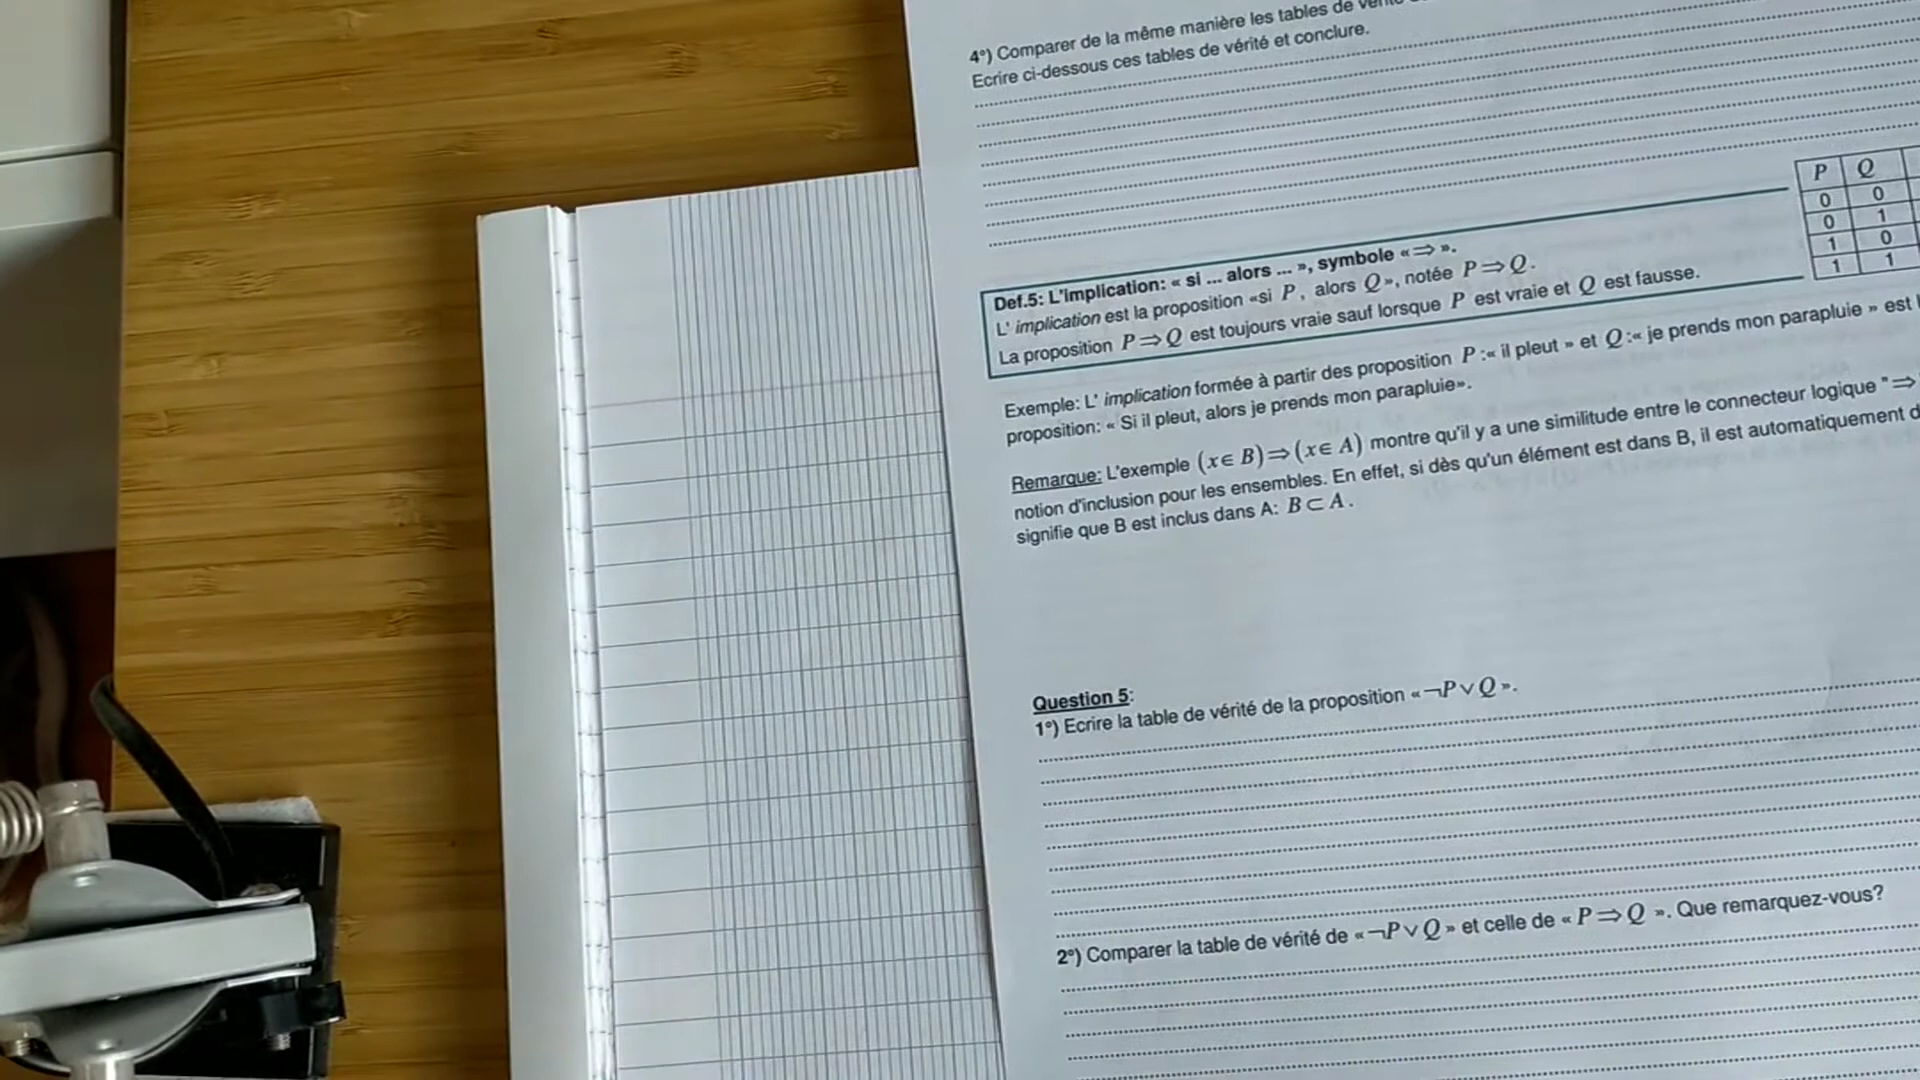 4°) Comparer de la même manière les tables de
Ecrire ci-dessous ces tables de vérité et conclure.
P Q
0 0
0 1
1 0
1 1
Def.5: L'implication: « si ... alors ... », symbole « ⇒ ».
L' implication est la proposition «si P, alors Q», notée P ⇒ Q.
La proposition P ⇒ Q est toujours vraie sauf lorsque P est vraie et Q est fausse.
Exemple: L' implication formée à partir des proposition P :« il pleut » et Q :« je prends mon parapluie » est
proposition: « Si il pleut, alors je prends mon parapluie».
Remarque: L'exemple (x ∈ B) ⇒ (x ∈ A) montre qu'il y a une similitude entre le connecteur logique " ⇒
notion d'inclusion pour les ensembles. En effet, si dès qu'un élément est dans B, il est automatiquement
signifie que B est inclus dans A: B ⊂ A.
Question 5:
1°) Ecrire la table de vérité de la proposition « ¬P ∨ Q ».
2°) Comparer la table de vérité de « ¬P ∨ Q » et celle de « P ⇒ Q ». Que remarquez-vous?